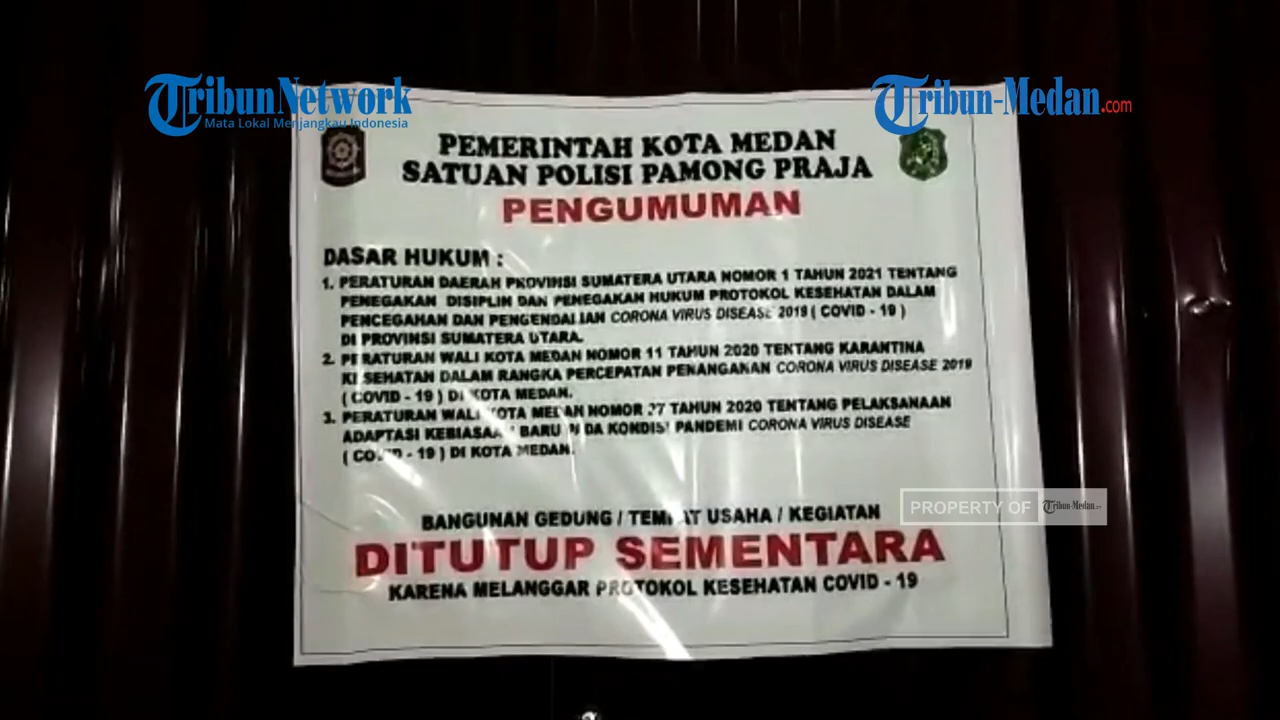 TribunNetwork
Mata Lokal Menjangkau Indonesia
Tribun-Medan.com
PEMERINTAH KOTA MEDAN
SATUAN POLISI PAMONG PRAJA
PENGUMUMAN
DASAR HUKUM :
1. PERATURAN DAERAH PROVINSI SUMATERA UTARA NOMOR 1 TAHUN 2021 TENTANG
PENEGAKAN DISIPLIN DAN PENEGAKAN HUKUM PROTOKOL KESEHATAN DALAM
PENCEGAHAN DAN PENGENDALIAN CORONA VIRUS DISEASE 2019 ( COVID - 19 )
DI PROVINSI SUMATERA UTARA.
2. PERATURAN WALI KOTA MEDAN NOMOR 11 TAHUN 2020 TENTANG KARANTINA
KESEHATAN DALAM RANGKA PERCEPATAN PENANGANAN CORONA VIRUS DISEASE 2019
( COVID - 19 ) DI KOTA MEDAN.
3. PERATURAN WALI KOTA MEDAN NOMOR 27 TAHUN 2020 TENTANG PELAKSANAAN
ADAPTASI KEBIASAAN BARU PADA KONDISI PANDEMI CORONA VIRUS DISEASE
( COVID - 19 ) DI KOTA MEDAN.
BANGUNAN GEDUNG / TEMPAT USAHA / KEGIATAN
DITUTUP SEMENTARA
KARENA MELANGGAR PROTOKOL KESEHATAN COVID - 19
PROPERTY OF Tribun-Medan